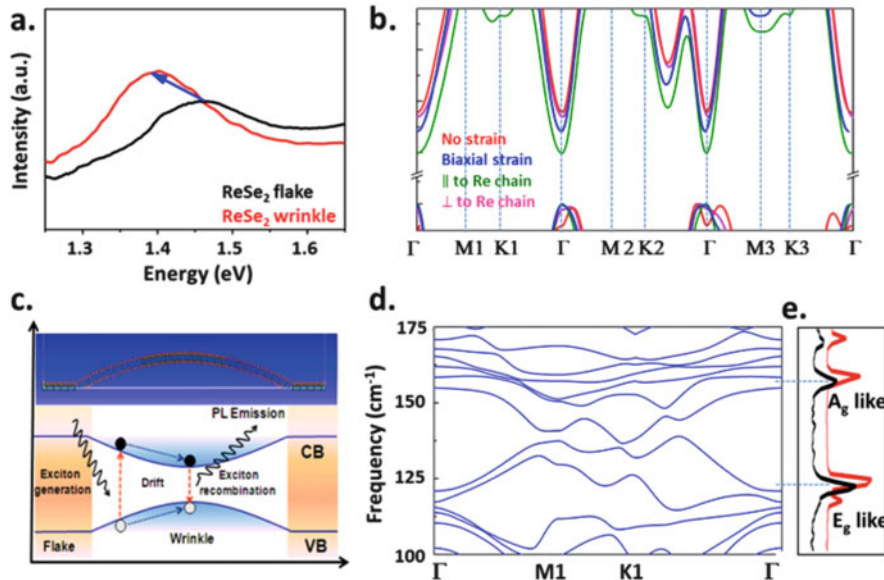 a.
Intensity (a.u.)
ReSe₂ flake
ReSe₂ wrinkle
1.3 1.4 1.5 1.6
Energy (eV)
b.
No strain
Biaxial strain
|| to Re chain
⊥ to Re chain
Γ M1 K1 Γ M2 K2 Γ M3 K3 Γ
c.
PL Emission
CB
Exciton
generation
Drift
Exciton
recombination
Flake
Wrinkle
VB
d.
Frequency (cm⁻¹)
175
150
125
100
Γ M1 K1 Γ
e.
Ag like
Eg like